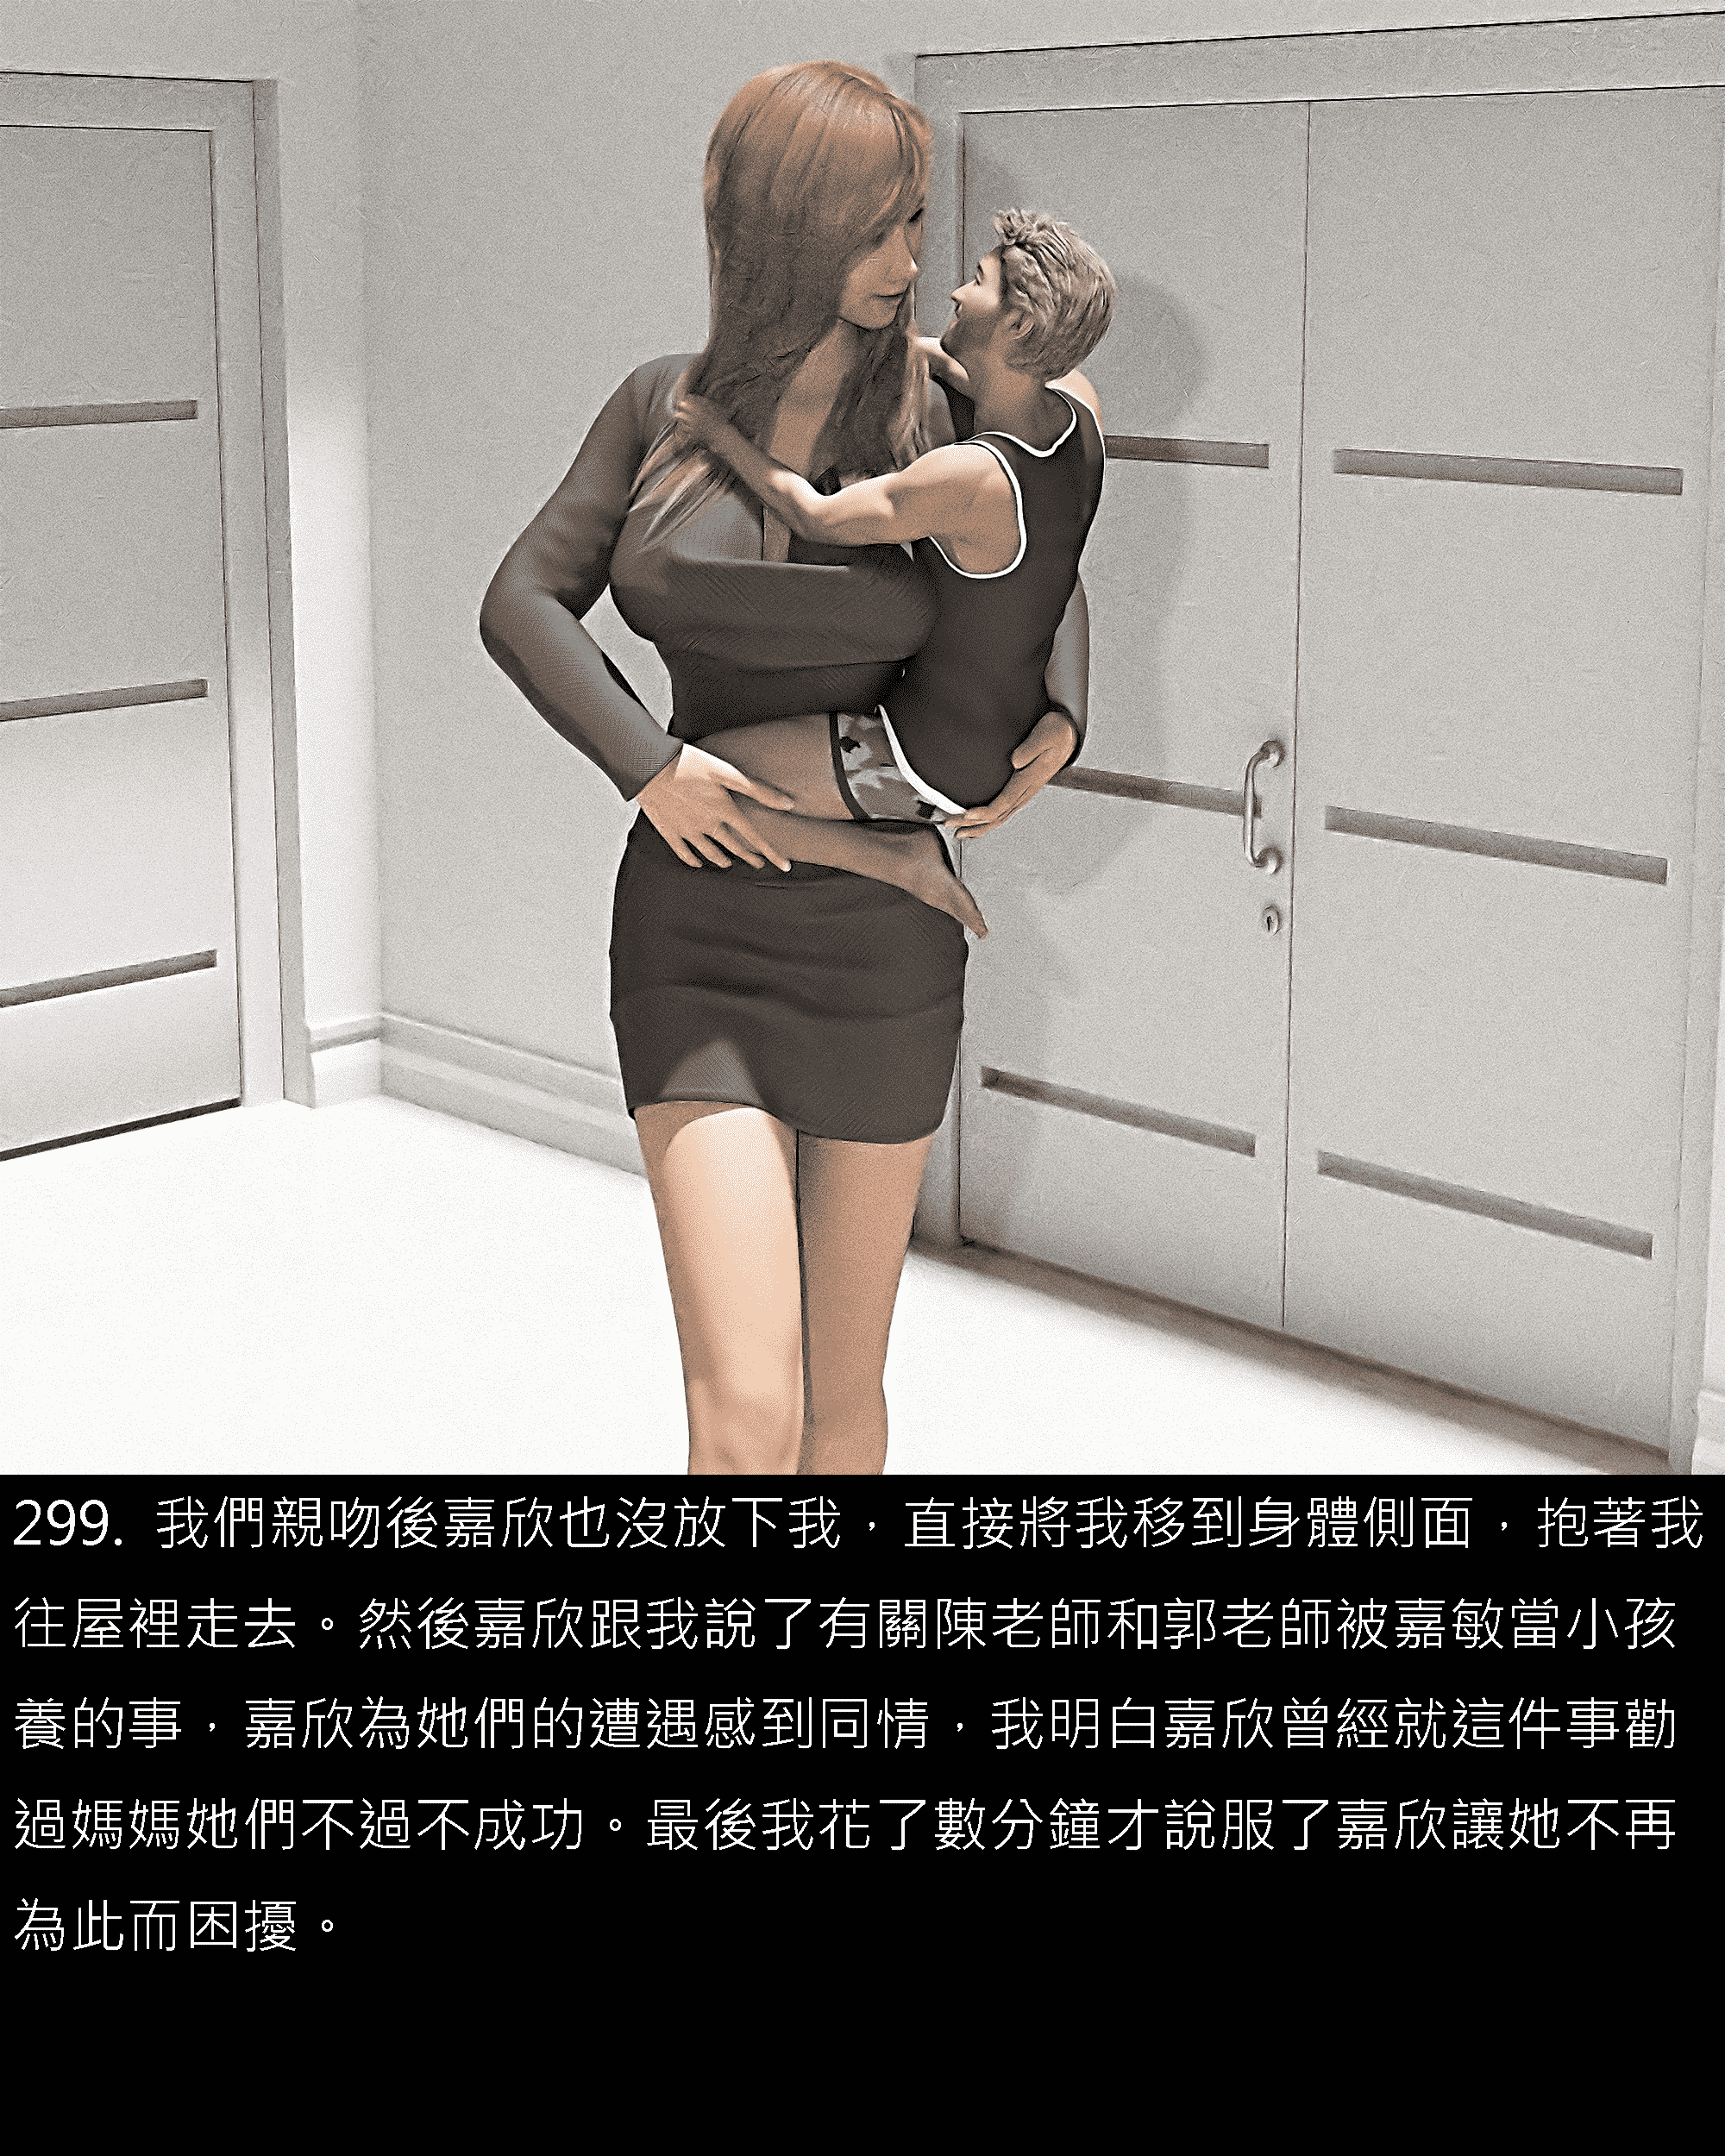 299. 我們親吻後嘉欣也沒放下我，直接將我移到身體側面，抱著我
往屋裡走去。然後嘉欣跟我說了有關陳老師和郭老師被嘉敏當小孩
養的事，嘉欣為她們的遭遇感到同情，我明白嘉欣曾經就這件事勸
過媽媽她們不過不成功。最後我花了數分鐘才說服了嘉欣讓她不再
為此而困擾。